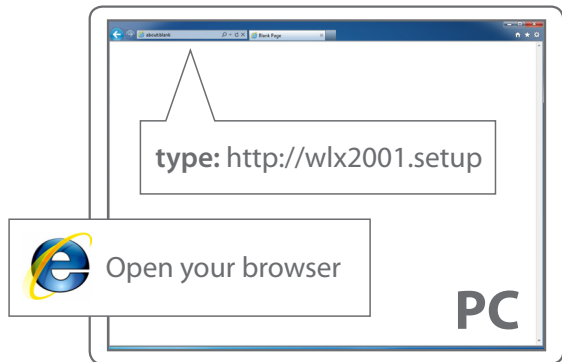 about:blank
Blank Page
type: http://wlx2001.setup
Open your browser
PC